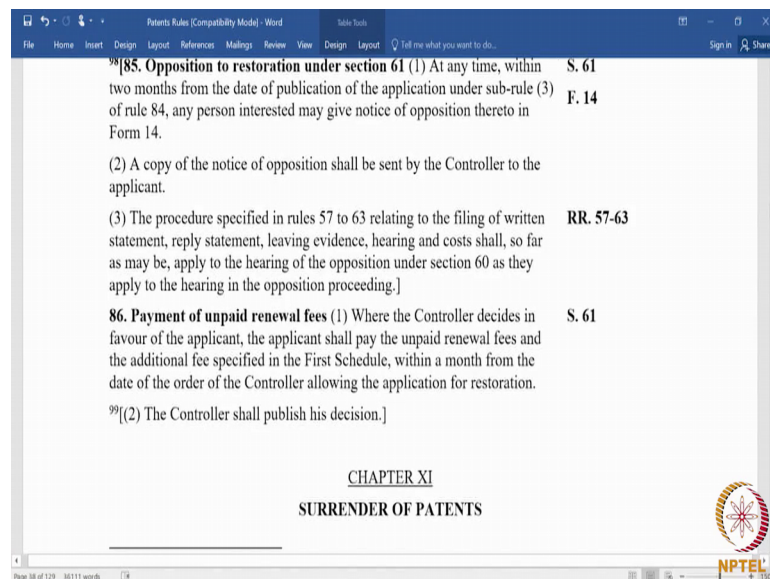 Patents Rules [Compatibility Mode] - Word
Table Tools
File Home Insert Design Layout References Mailings Review View Design Layout Tell me what you want to do... Sign in Share
98[85. Opposition to restoration under section 61 (1) At any time, within S. 61
two months from the date of publication of the application under sub-rule (3)
of rule 84, any person interested may give notice of opposition thereto in F. 14
Form 14.
(2) A copy of the notice of opposition shall be sent by the Controller to the
applicant.
(3) The procedure specified in rules 57 to 63 relating to the filing of written RR. 57-63
statement, reply statement, leaving evidence, hearing and costs shall, so far
as may be, apply to the hearing of the opposition under section 60 as they
apply to the hearing in the opposition proceeding.]
86. Payment of unpaid renewal fees (1) Where the Controller decides in S. 61
favour of the applicant, the applicant shall pay the unpaid renewal fees and
the additional fee specified in the First Schedule, within a month from the
date of the order of the Controller allowing the application for restoration.
99[(2) The Controller shall publish his decision.]
CHAPTER XI
SURRENDER OF PATENTS
NPTEL
Page 38 of 129 36111 words